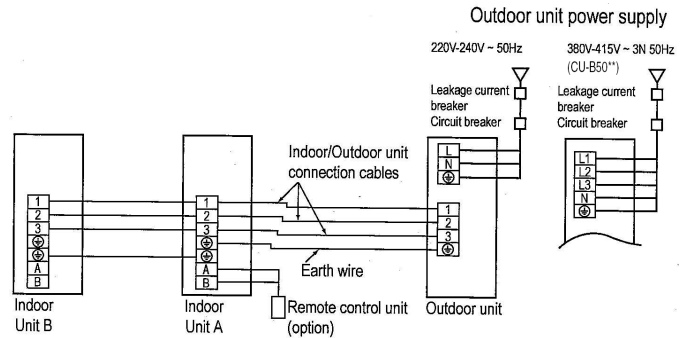 Outdoor unit power supply
220V-240V ~ 50Hz
380V-415V ~ 3N 50Hz
(CU-B50**)
Leakage current
breaker
Circuit breaker
Leakage current
breaker
Circuit breaker
L
N
L1
L2
L3
N
Indoor/Outdoor unit
connection cables
1
2
3
A
B
1
2
3
A
B
1
2
3
Earth wire
Indoor
Unit B
Indoor
Unit A
Remote control unit
(option)
Outdoor unit